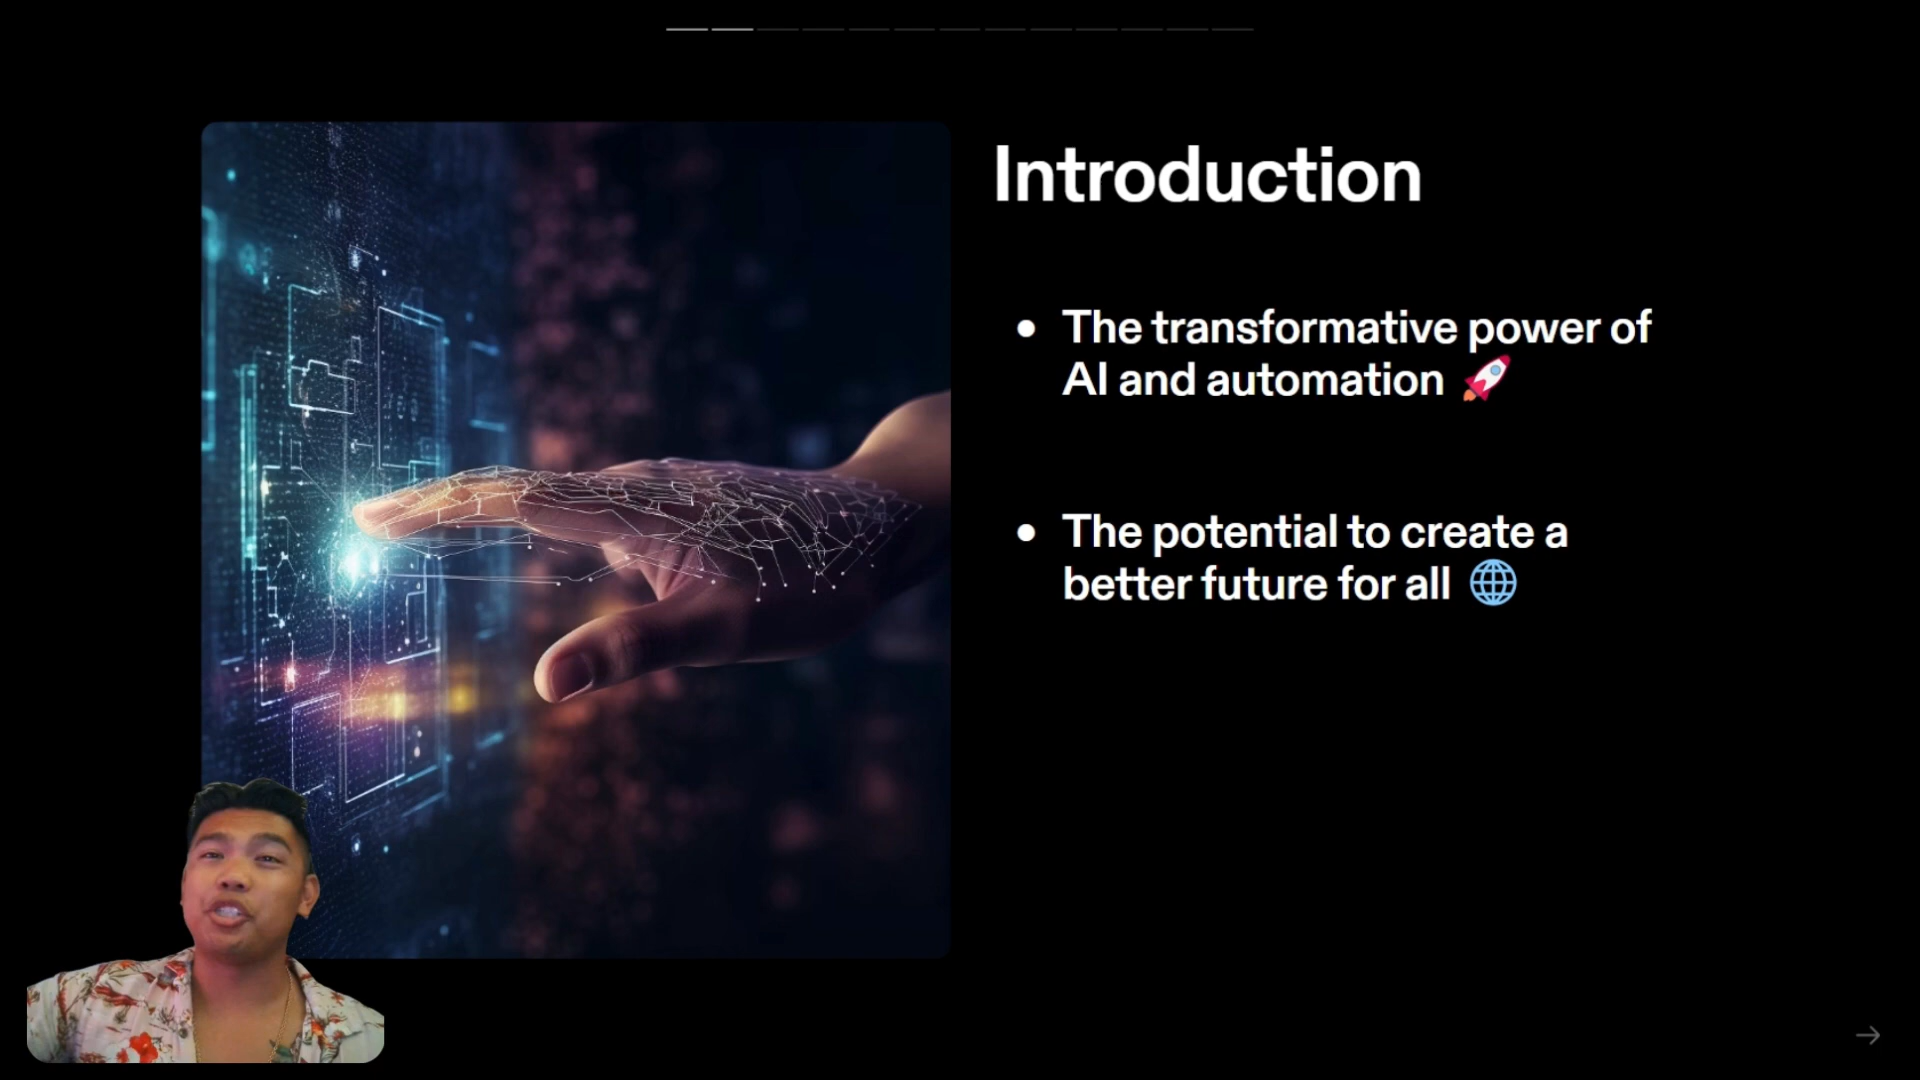 Introduction
• The transformative power of
AI and automation 🚀
• The potential to create a
better future for all 🌐